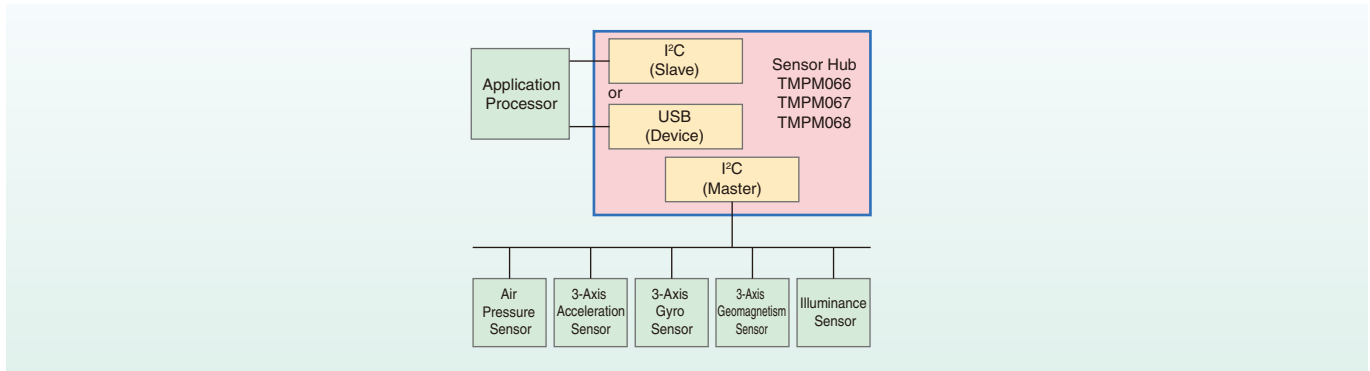 I²C
(Slave)
Sensor Hub
TMPM066
TMPM067
TMPM068
Application
Processor
or
USB
(Device)
I²C
(Master)
Air
Pressure
Sensor
3-Axis
Acceleration
Sensor
3-Axis
Gyro
Sensor
3-Axis
Geomagnetism
Sensor
Illuminance
Sensor